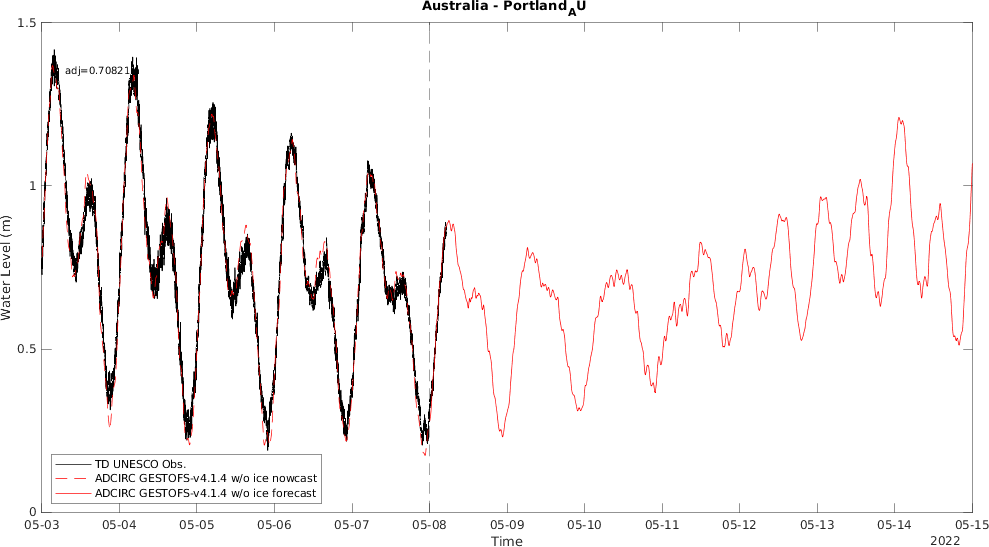 Australia - Portland_AU
1.5
adj=0.70821
1
Water Level (m)
0.5
TD UNESCO Obs.
ADCIRC GESTOFS-v4.1.4 w/o ice nowcast
ADCIRC GESTOFS-v4.1.4 w/o ice forecast
0
05-03 05-04 05-05 05-06 05-07 05-08 05-09 05-10 05-11 05-12 05-13 05-14 05-15
Time
2022